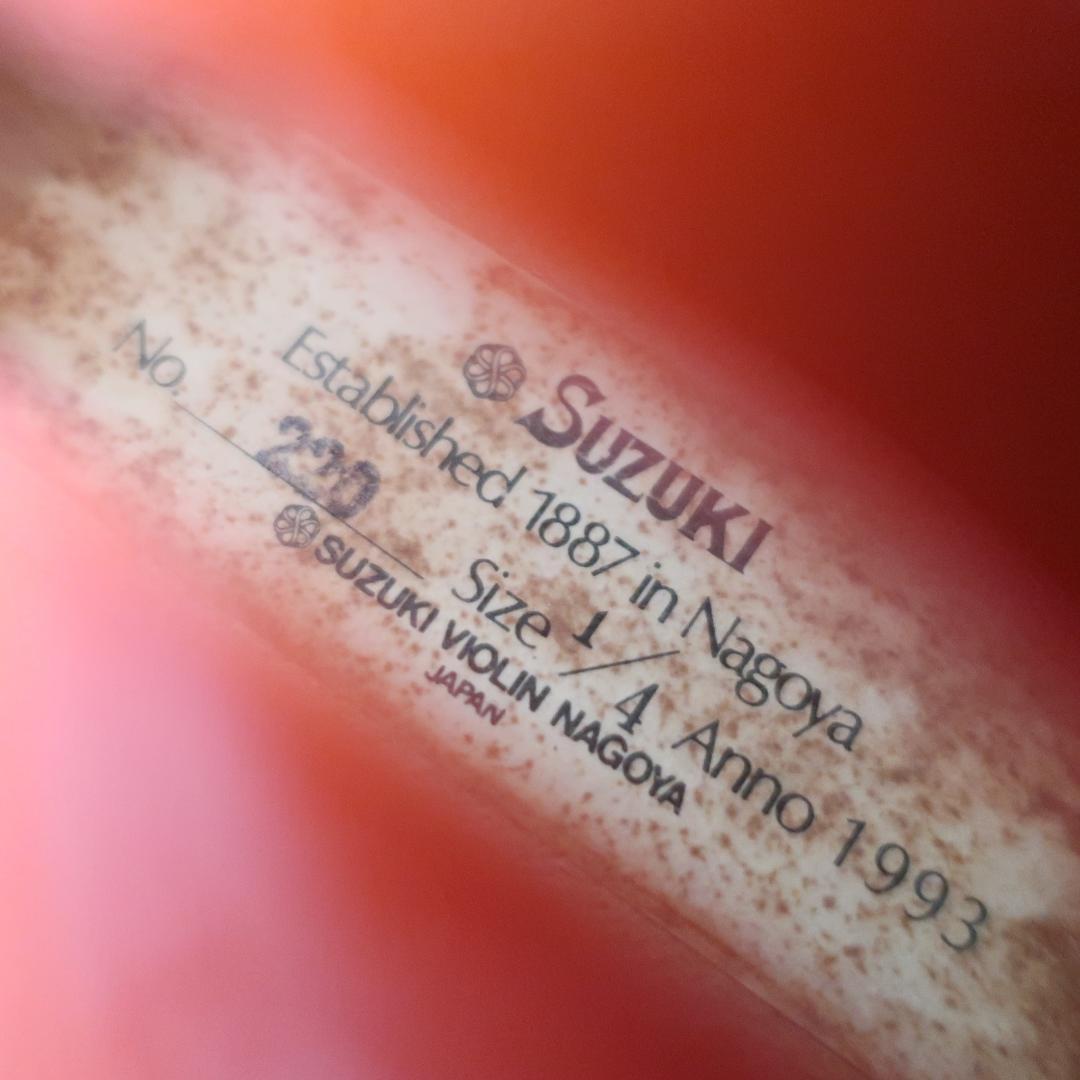 SUZUKI
Established 1887 in Nagoya
No. 220 Size 1/4 Anno 1993
SUZUKI VIOLIN NAGOYA
JAPAN